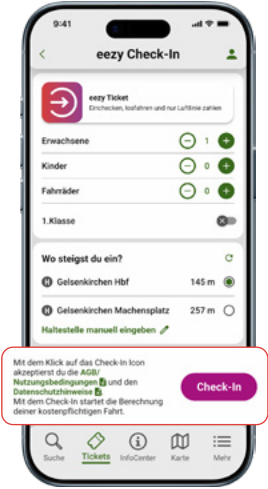 9:41
eezy Check-In
eezy Ticket
Einchecken, losfahren und nur Luftlinie zahlen
Erwachsene 1
Kinder 0
Fahrräder 0
1.Klasse
Wo steigst du ein?
H Gelsenkirchen Hbf 145 m
H Gelsenkirchen Machensplatz 257 m
Haltestelle manuell eingeben
Mit dem Klick auf das Check-In Icon
akzeptierst du die AGB/
Nutzungsbedingungen und den
Datenschutzhinweise
Mit dem Check-In startet die Berechnung
deiner kostenpflichtigen Fahrt.
Check-In
Suche Tickets InfoCenter Karte Mehr